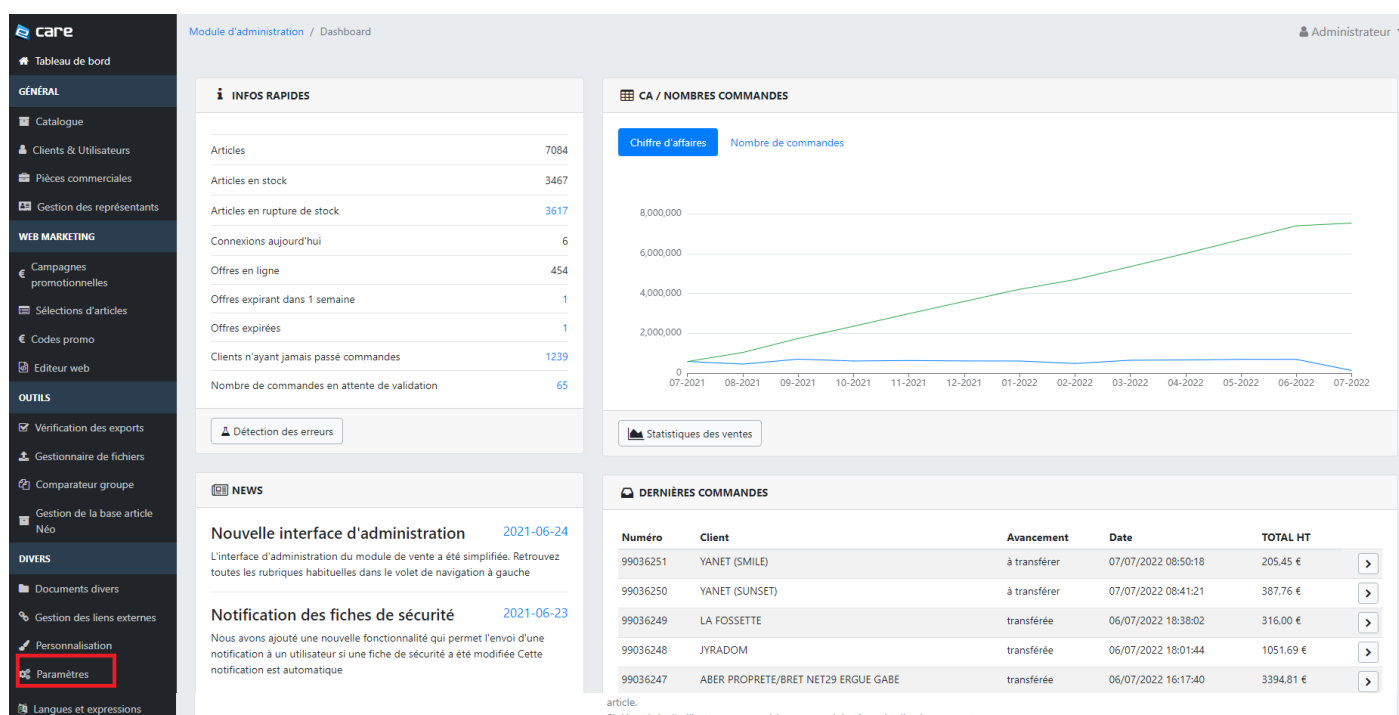 care
Module d'administration / Dashboard
Administrateur
Tableau de bord
GÉNÉRAL
Catalogue
Clients & Utilisateurs
Pièces commerciales
Gestion des représentants
WEB MARKETING
Campagnes
promotionnelles
Sélections d'articles
Codes promo
Editeur web
OUTILS
Vérification des exports
Gestionnaire de fichiers
Comparateur groupe
Gestion de la base article
Néo
DIVERS
Documents divers
Gestion des liens externes
Personnalisation
Paramètres
Langues et expressions
INFOS RAPIDES
Articles 7084
Articles en stock 3467
Articles en rupture de stock 3617
Connexions aujourd'hui 6
Offres en ligne 454
Offres expirant dans 1 semaine 1
Offres expirées 1
Clients n'ayant jamais passé commandes 1239
Nombre de commandes en attente de validation 65
Détection des erreurs
CA / NOMBRES COMMANDES
Chiffre d'affaires Nombre de commandes
8,000,000
6,000,000
4,000,000
2,000,000
0
07-2021 08-2021 09-2021 10-2021 11-2021 12-2021 01-2022 02-2022 03-2022 04-2022 05-2022 06-2022 07-2022
Statistiques des ventes
NEWS
Nouvelle interface d'administration 2021-06-24
L'interface d'administration du module de vente a été simplifiée. Retrouvez
toutes les rubriques habituelles dans le volet de navigation à gauche
Notification des fiches de sécurité 2021-06-23
Nous avons ajouté une nouvelle fonctionnalité qui permet l'envoi d'une
notification à un utilisateur si une fiche de sécurité a été modifiée Cette
notification est automatique
DERNIÈRES COMMANDES
Numéro Client Avancement Date TOTAL HT
99036251 YANET (SMILE) à transférer 07/07/2022 08:50:18 205,45 €
99036250 YANET (SUNSET) à transférer 07/07/2022 08:41:21 387,76 €
99036249 LA FOSSETTE transférée 06/07/2022 18:38:02 316,00 €
99036248 JYRADOM transférée 06/07/2022 18:01:44 1051,69 €
99036247 ABER PROPRETE/BRET NET29 ERGUE GABE transférée 06/07/2022 16:17:40 3394,81 €
article.